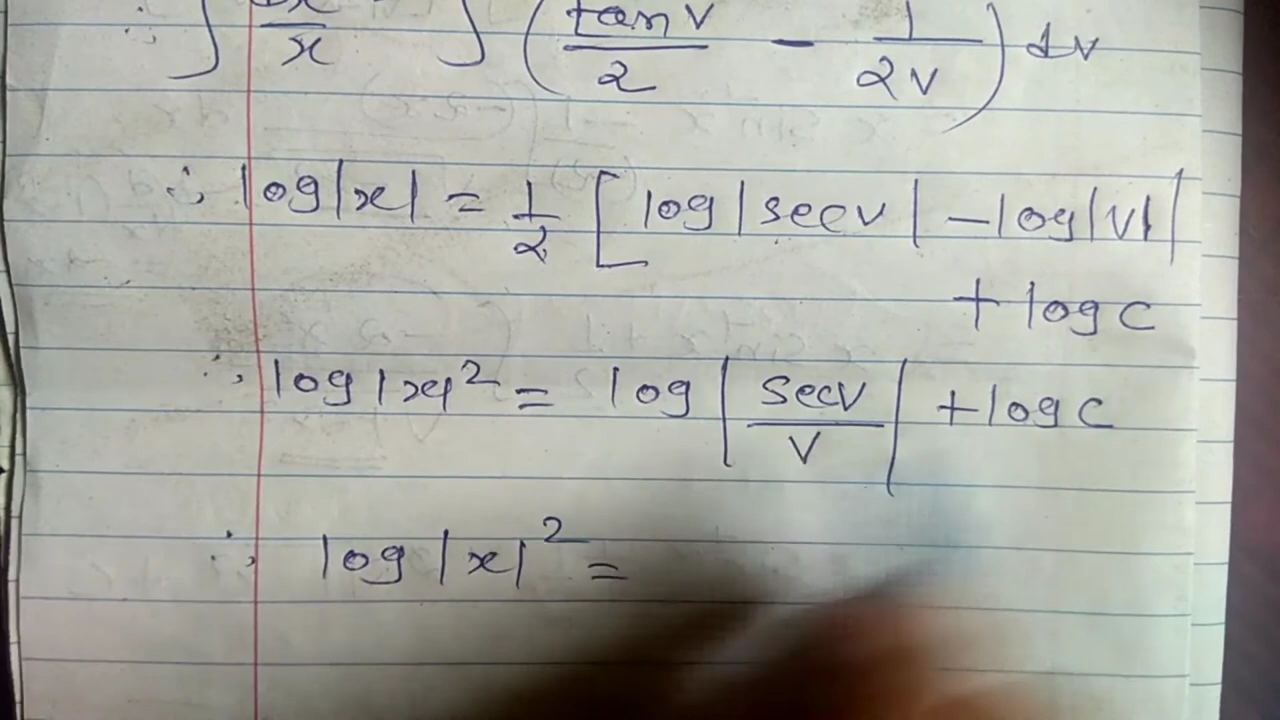 ∴ ∫ dx/x = ∫ (tan v/2 - 1/2v) dv
∴ log|x| = 1/2 [log|sec v| - log|v|]
+ log c
∴ log|x|² = log |sec v/v| + log c
∴ log|x|² =